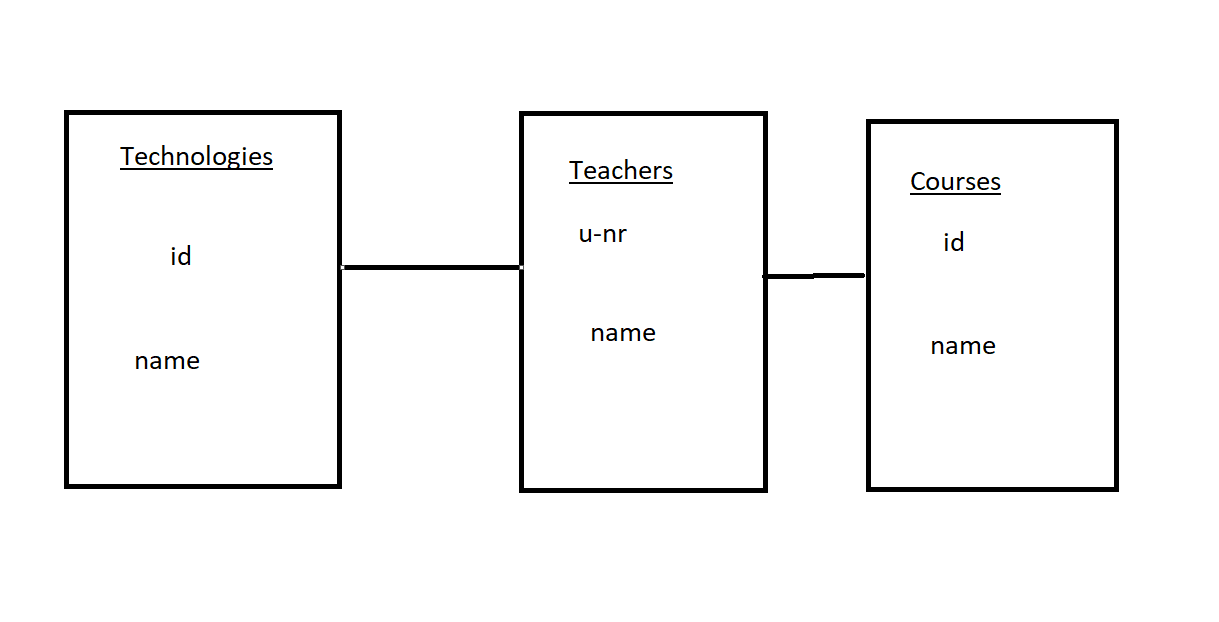 Technologies
id
name
Teachers
u-nr
name
Courses
id
name